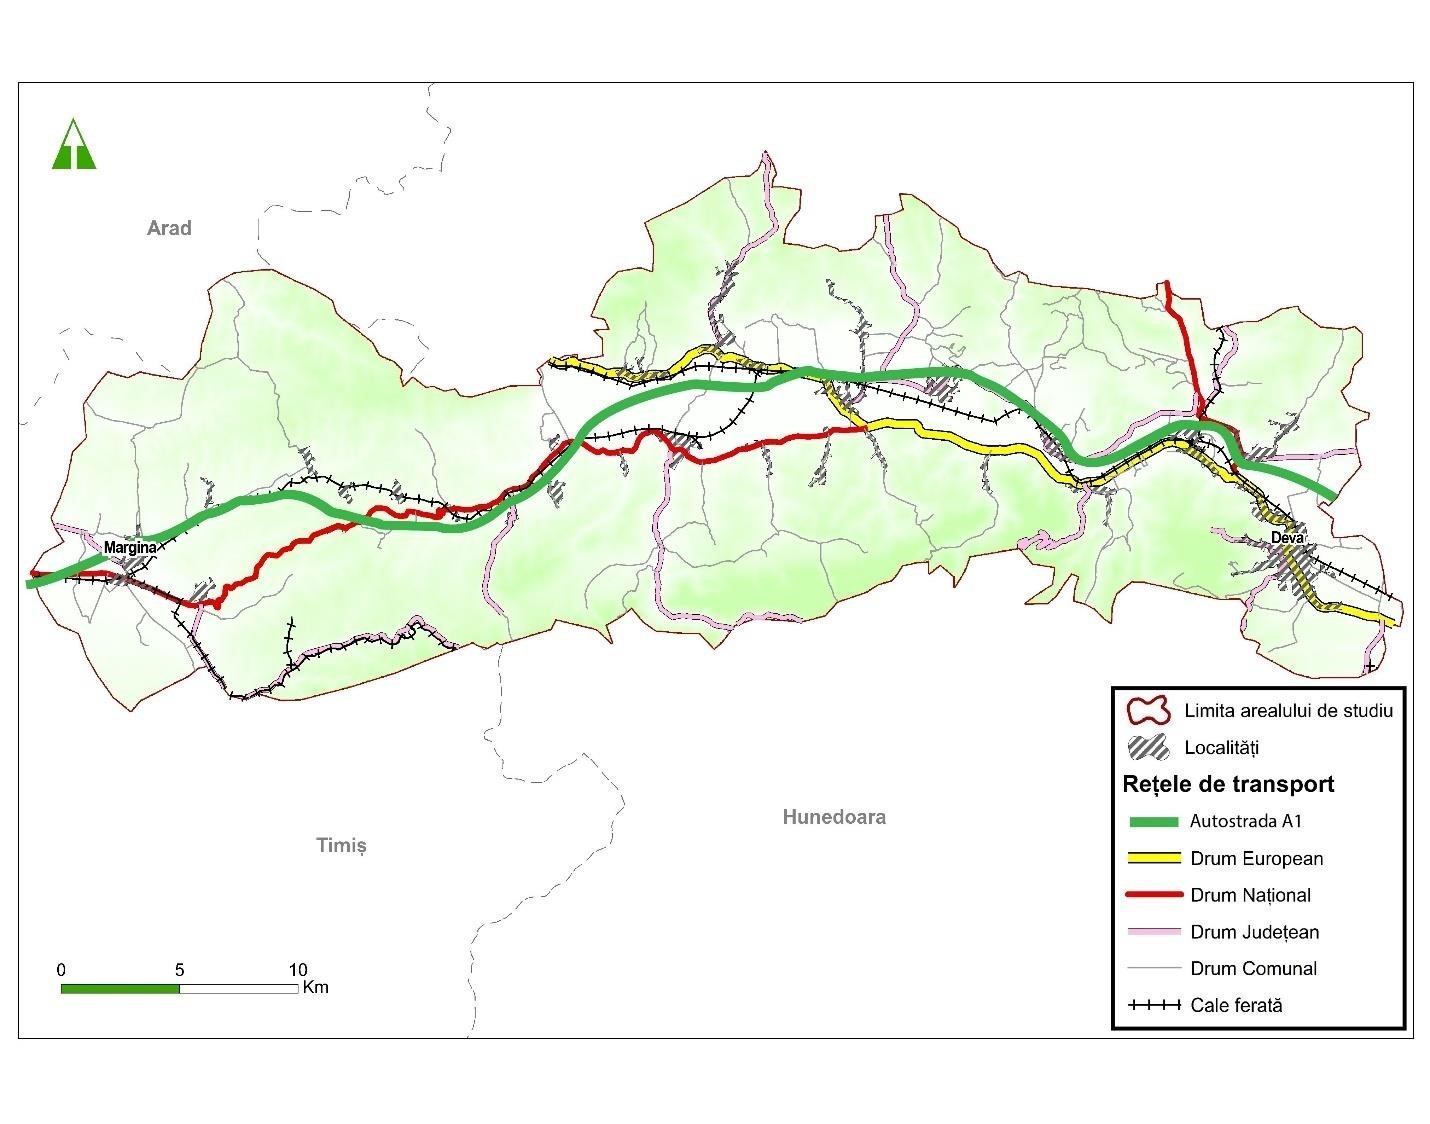 Arad
Margina
Deva
Timiș
Hunedoara
0 5 10
Km
Limita arealului de studiu
Localități
Rețele de transport
Autostrada A1
Drum European
Drum Național
Drum Județean
Drum Comunal
Cale ferată